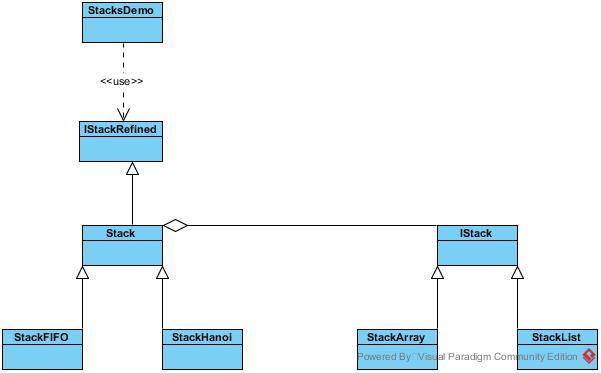 StacksDemo
<<use>>
IStackRefined
Stack
IStack
StackFIFO
StackHanoi
StackArray
StackList
Powered By Visual Paradigm Community Edition